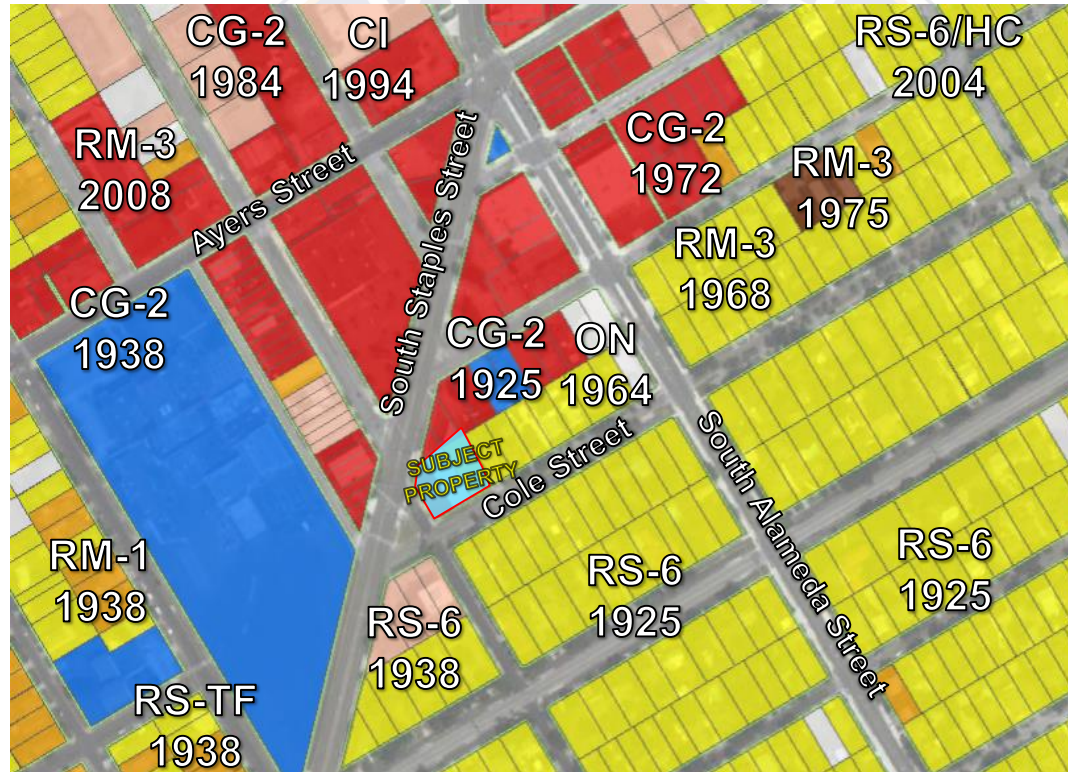 CG-2
1984
CI
1994
RS-6/HC
2004
RM-3
2008
CG-2
1972
RM-3
1975
Ayers Street
South Staples Street
RM-3
1968
CG-2
1938
CG-2
1925
ON
1964
SUBJECT
PROPERTY
Cole Street
South Alameda Street
RM-1
1938
RS-6
1938
RS-6
1925
RS-6
1925
RS-TF
1938